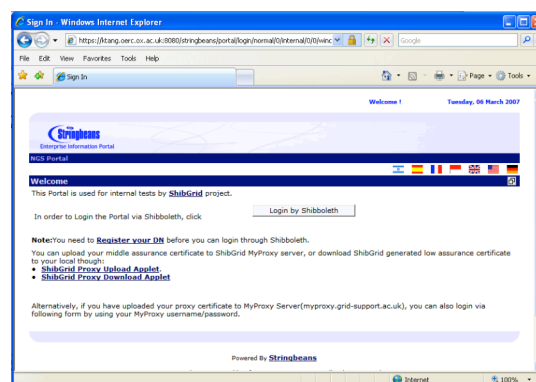 Sign In - Windows Internet Explorer
https://ktang.oerc.ox.ac.uk:8080/stringbeans/portal/login/normal/0/internal/0/0/winc
Google
File Edit View Favorites Tools Help
Sign In
Page Tools
Welcome ! Tuesday, 06 March 2007
Stringbeans
Enterprise Information Portal
NGS Portal
Welcome
This Portal is used for internal tests by ShibGrid project.
In order to Login the Portal via Shibboleth, click Login by Shibboleth
Note:You need to Register your DN before you can login through Shibboleth.
You can upload your middle assurance certificate to ShibGrid MyProxy server, or download ShibGrid generated low assurance certificate
to your local though:
• ShibGrid Proxy Upload Applet.
• ShibGrid Proxy Download Applet
Alternatively, if you have uploaded your proxy certificate to MyProxy Server(myproxy.grid-support.ac.uk), you can also login via
following form by using your MyProxy username/password.
Powered By Stringbeans
Internet 100%